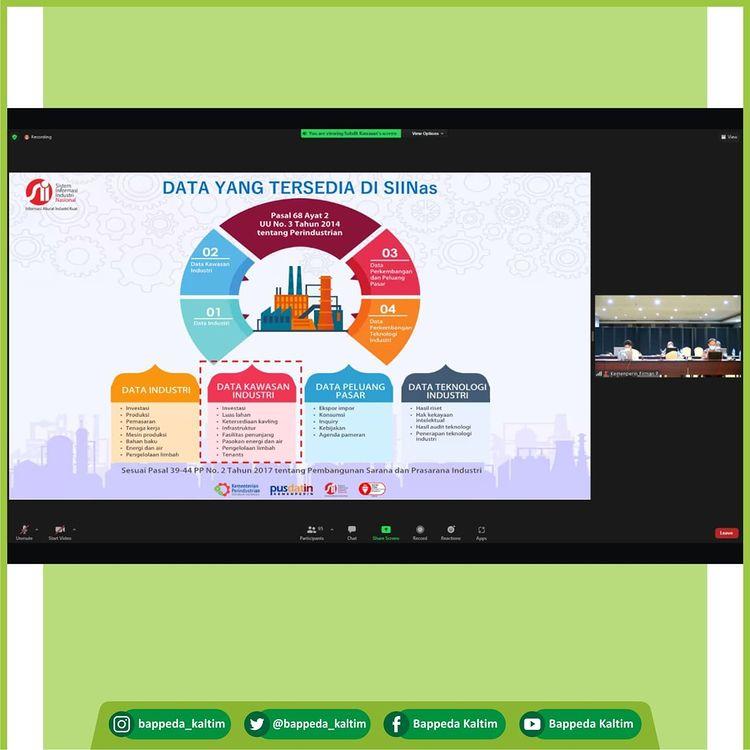 Recording
You are viewing Subdit Kawasan's screen
View Options
View
Sistem
Informasi
Industri
Nasional
Informasi Akurat Industri Kuat
DATA YANG TERSEDIA DI SIINas
Pasal 68 Ayat 2
UU No. 3 Tahun 2014
tentang Perindustrian
02
Data Kawasan
Industri
03
Data
Perkembangan
dan Peluang
Pasar
01
Data Industri
04
Data
Perkembangan
Teknologi
Industri
DATA INDUSTRI
• Investasi
• Produksi
• Pemasaran
• Tenaga kerja
• Mesin produksi
• Bahan baku
• Energi dan air
• Pengelolaan limbah
DATA KAWASAN
INDUSTRI
• Investasi
• Luas lahan
• Ketersediaan kavling
• Infrastruktur
• Fasilitas penunjang
• Pasokan energi dan air
• Pengelolaan limbah
• Tenants
DATA PELUANG
PASAR
• Ekspor impor
• Konsumsi
• Inquiry
• Kebijakan
• Agenda pameran
DATA TEKNOLOGI
INDUSTRI
• Hasil riset
• Hak kekayaan
intelektual
• Hasil audit teknologi
• Penerapan teknologi
industri
Sesuai Pasal 39-44 PP No. 2 Tahun 2017 tentang Pembangunan Sarana dan Prasarana Industri
Kementerian
Perindustrian
pusdatin
KEMENPERIN
Kemenperin_Firman R
Unmute
Start Video
Participants
Chat
Share Screen
Record
Reactions
Apps
Leave
bappeda_kaltim
@bappeda_kaltim
Bappeda Kaltim
Bappeda Kaltim